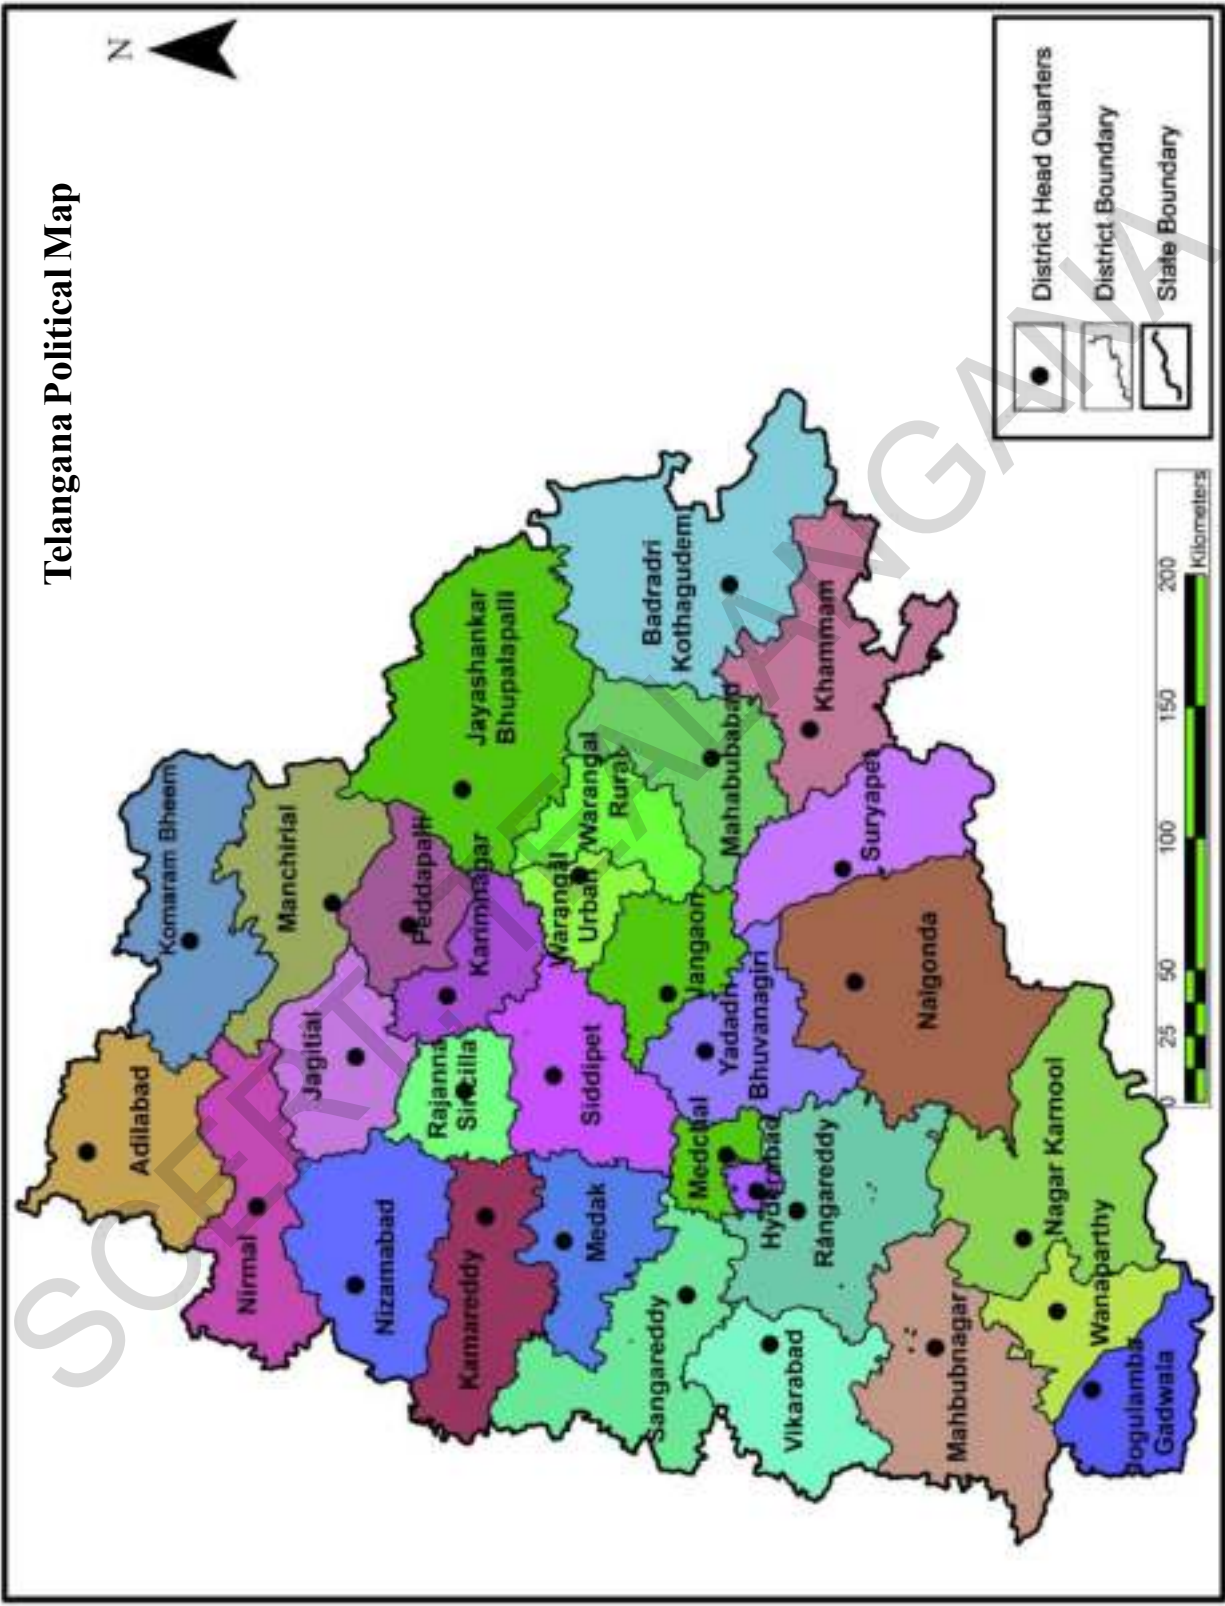 Telangana Political Map
N
Adilabad
Komaram Bheem
Nirmal
Manchirial
Jagitial
Nizamabad
Peddapalli
Karimnagar
Rajanna
Sircilla
Kamareddy
Jayashankar
Bhupalapalli
Warangal
Urban
Warangal
Rural
Siddipet
Medak
Badradri
Kothagudem
Mahabubabad
Jangaon
Sangareddy
Medchal
Yadadri
Bhuvanagiri
Hyderabad
Khammam
Suryapet
Vikarabad
Rangareddy
Nalgonda
Mahbubnagar
Nagar Karnool
Wanaparthy
Jogulamba
Gadwala
0 25 50 100 150 200
Kilometers
District Head Quarters
District Boundary
State Boundary
SCERT, TEALANGANA